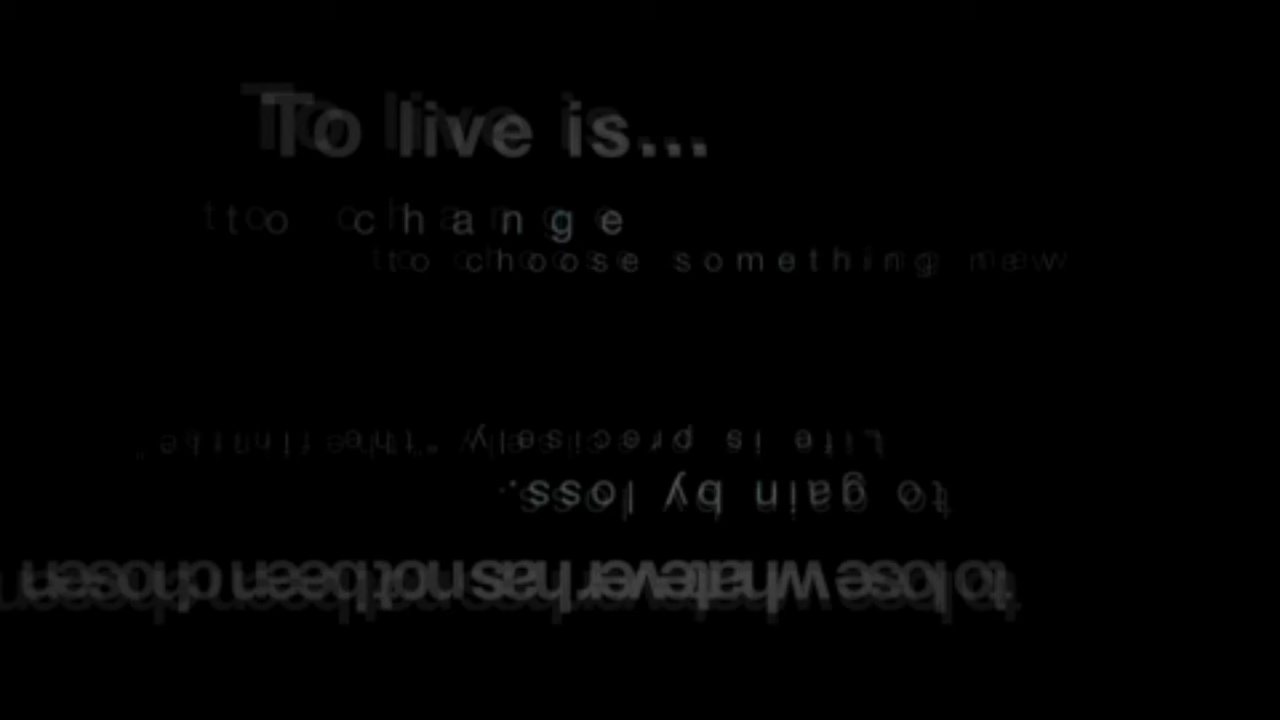 To live is...
to change
to choose something new
Life is precisely "the finite"
to gain by loss.
to lose whatever has not been chosen